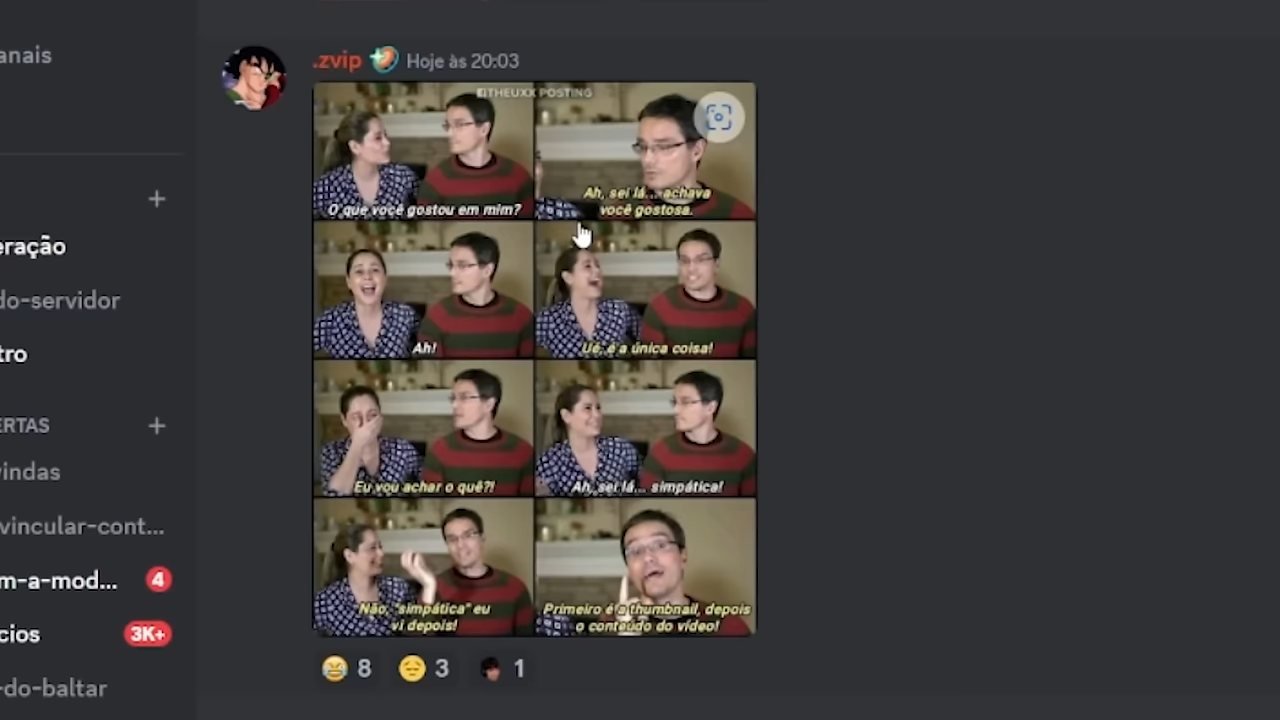 anais
eração
do-servidor
tro
ERTAS
vindas
vincular-cont...
m-a-mod...
4
cios
3K+
-do-baltar
.zvip
Hoje às 20:03
THEUXX POSTING
O que você gostou em mim?
Ah, sei lá... achava
você gostosa.
Ah!
Ué, é a única coisa!
Eu vou achar o quê?!
Ah, sei lá... simpática!
Não, "simpática" eu
vi depois!
Primeiro é a thumbnail, depois
o conteúdo do vídeo!
8
3
1